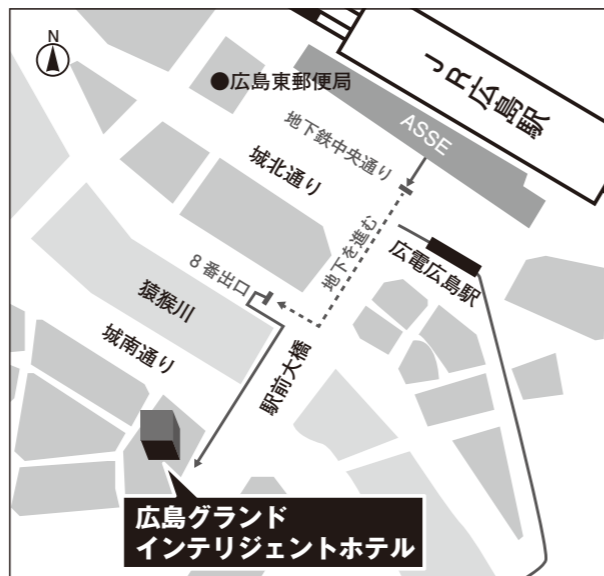 N
JR広島駅
●広島東郵便局
ASSE
地下鉄中央通り
城北通り
地下を進む
広電広島駅
8番出口
猿猴川
城南通り
駅前大橋
広島グランド
インテリジェントホテル